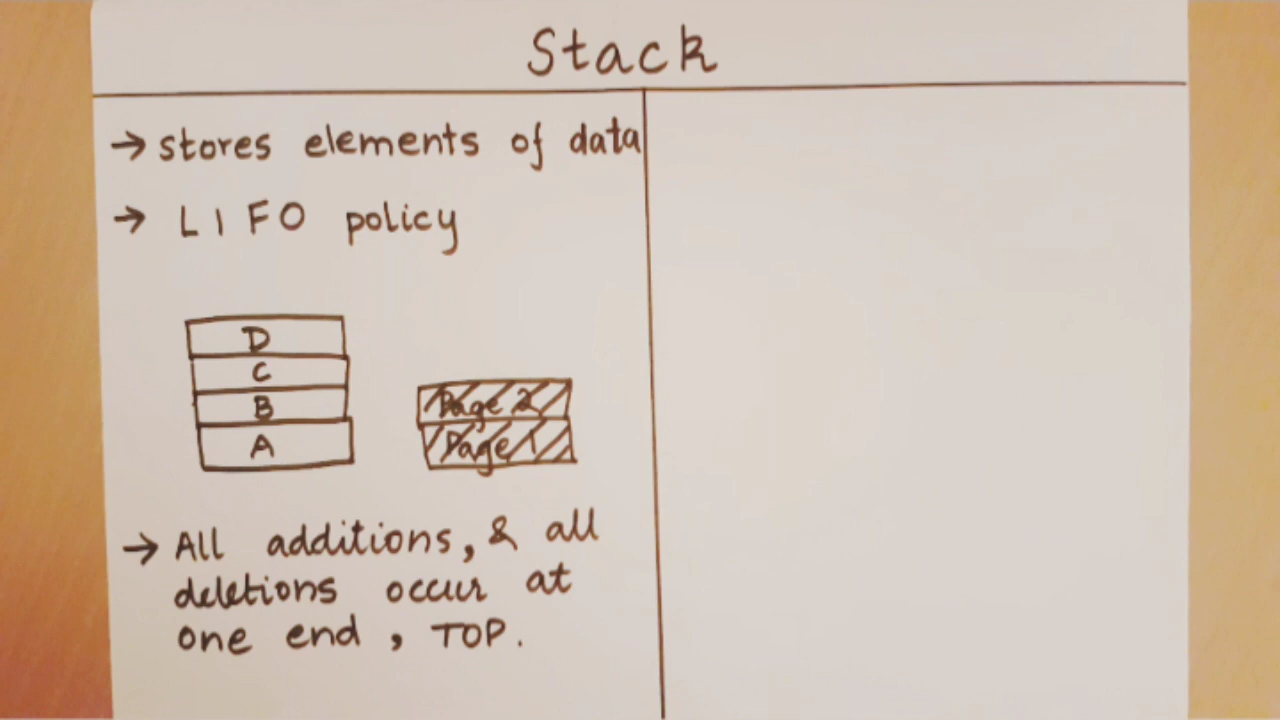 Stack
→ stores elements of data
→ LIFO policy
D
C
B
A
Page 2
Page 1
→ All additions, & all
deletions occur at
one end, TOP.